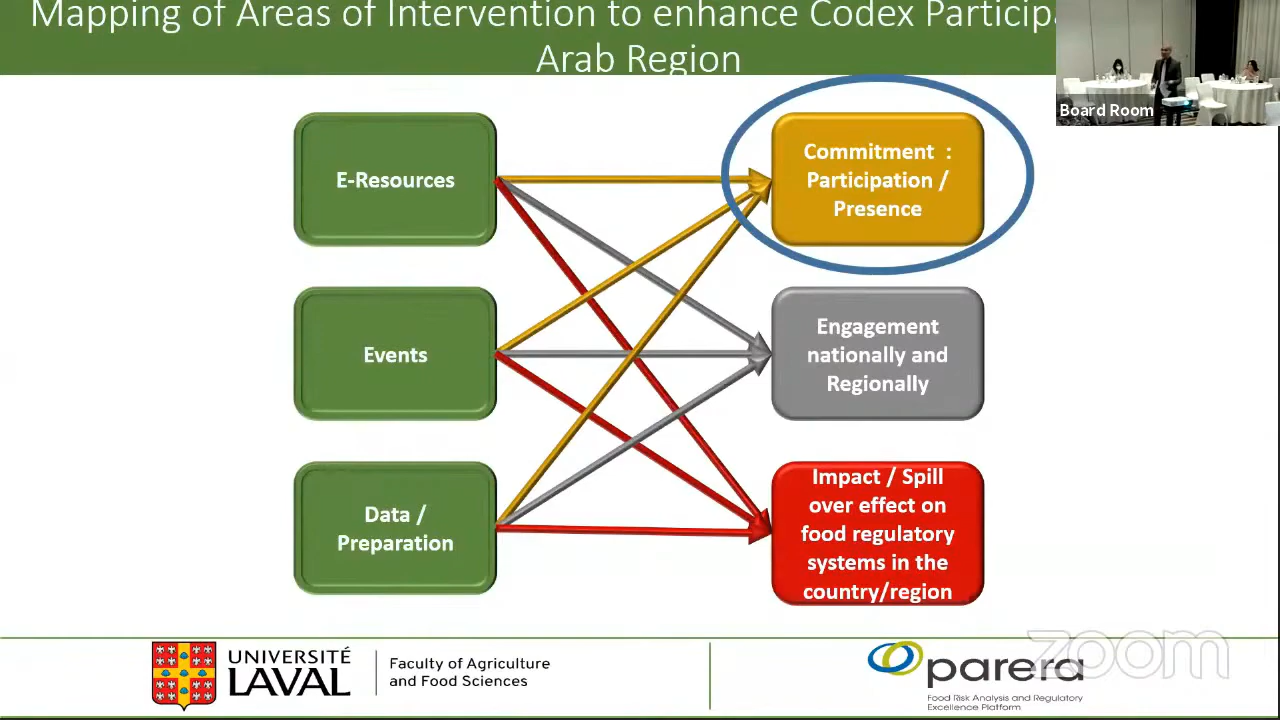 Mapping of Areas of Intervention to enhance Codex
Arab Region
Board Room
E-Resources
Commitment :
Participation /
Presence
Events
Engagement
nationally and
Regionally
Data /
Preparation
Impact / Spill
over effect on
food regulatory
systems in the
country/region
UNIVERSITÉ
LAVAL
Faculty of Agriculture
and Food Sciences
parera
Food Risk Analysis and Regulatory
Excellence Platform
zoom